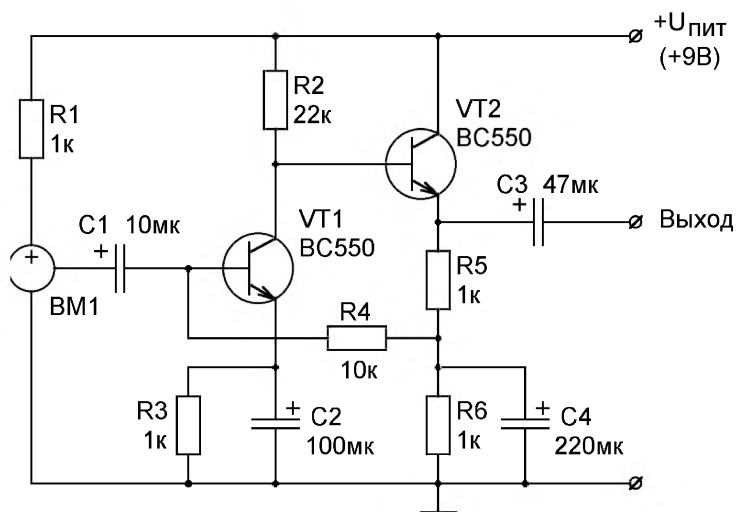 +Uпит
(+9В)
R1
1к
R2
22к
VT2
BC550
C3
+
47мк
Выход
C1
10мк
+
VT1
BC550
+
BM1
R5
1к
R4
10к
R3
1к
+
C2
100мк
R6
1к
+
C4
220мк